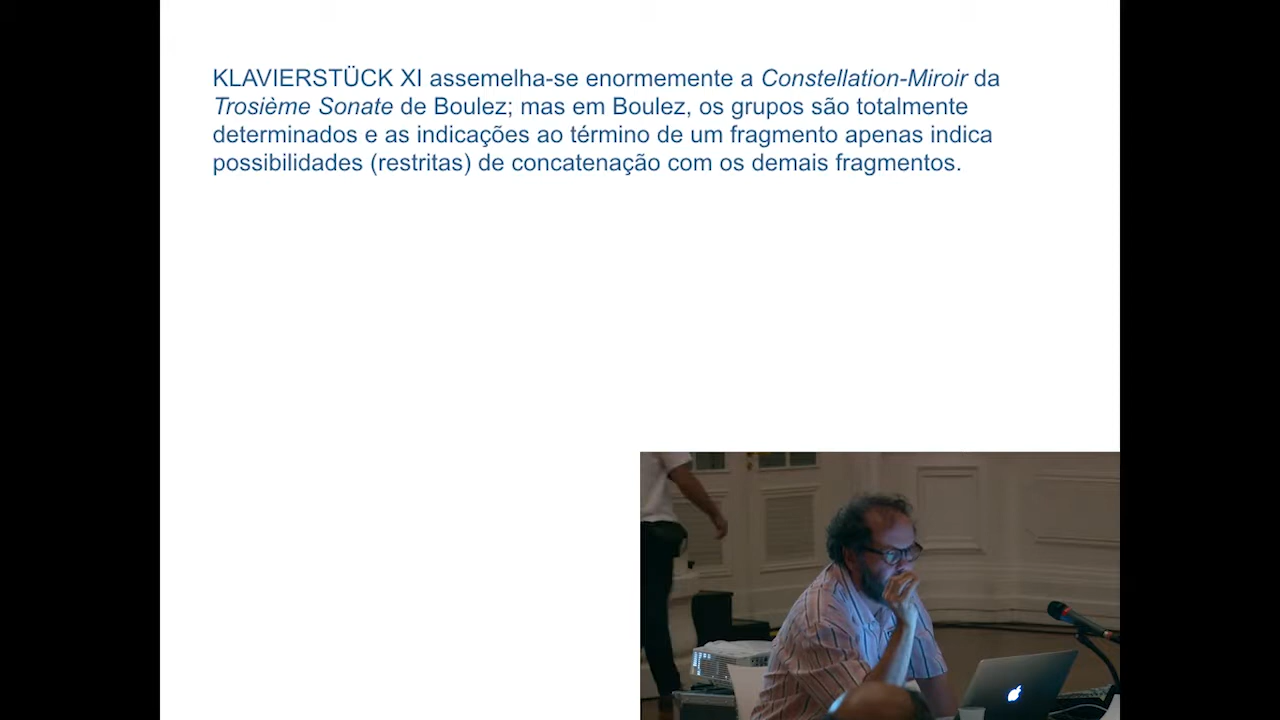 KLAVIERSTÜCK XI assemelha-se enormemente a Constellation-Miroir da
Trosième Sonate de Boulez; mas em Boulez, os grupos são totalmente
determinados e as indicações ao término de um fragmento apenas indica
possibilidades (restritas) de concatenação com os demais fragmentos.